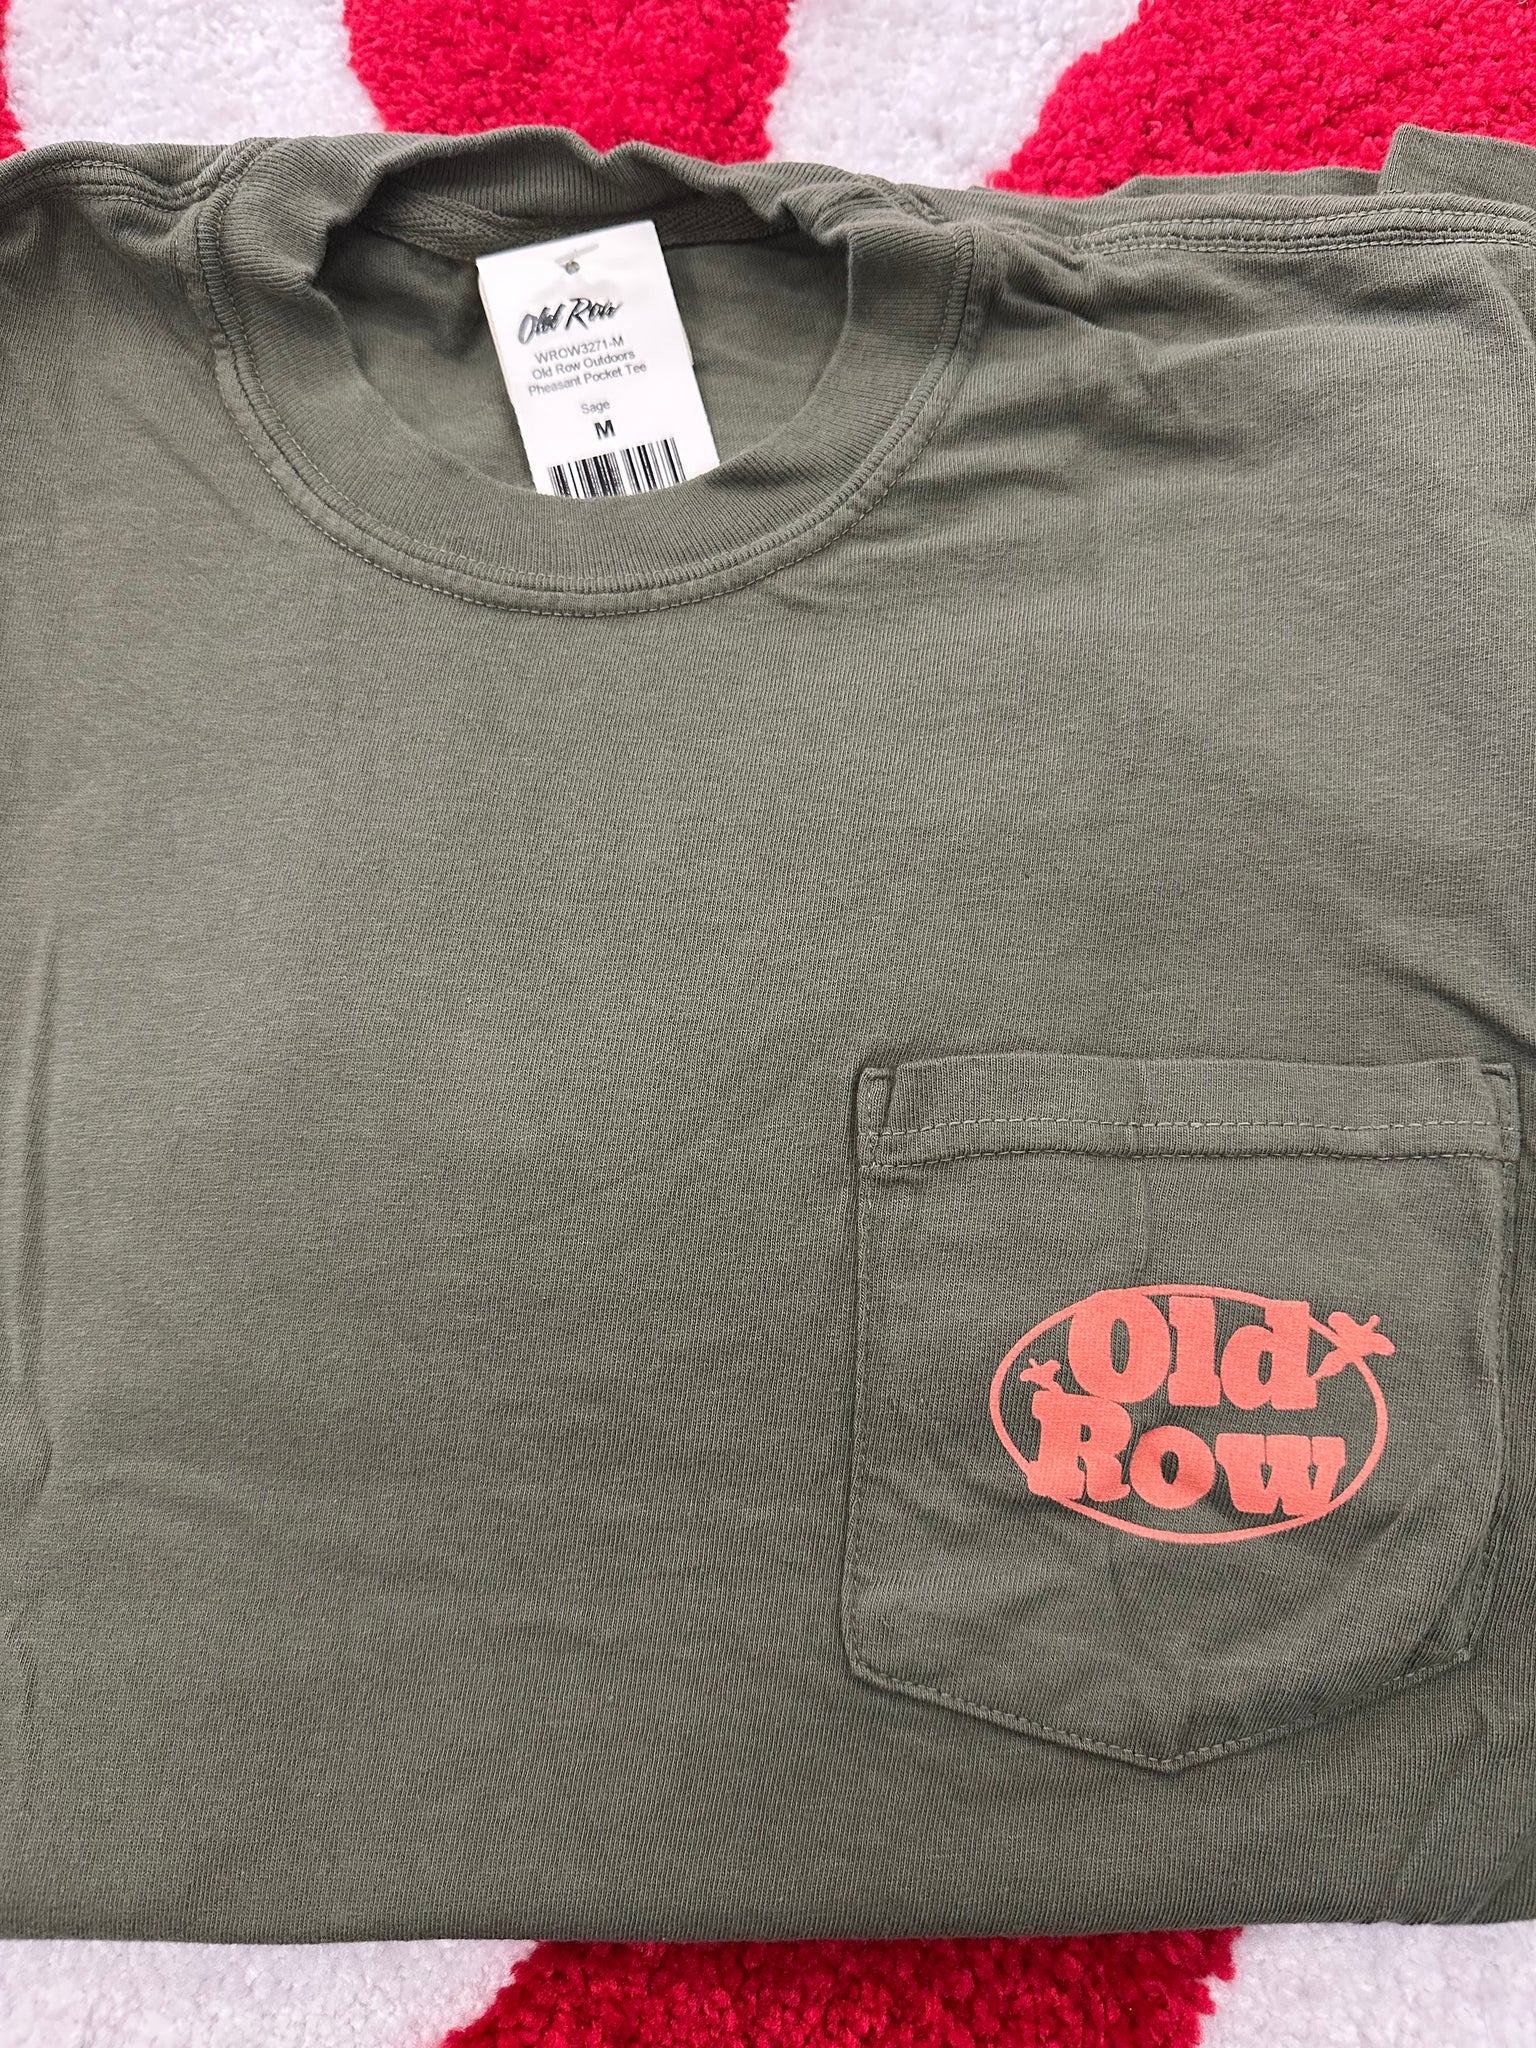 Old Row
WROW3271-M
Old Row Outdoors
Pheasant Pocket Tee
Sage
M
Old
Row